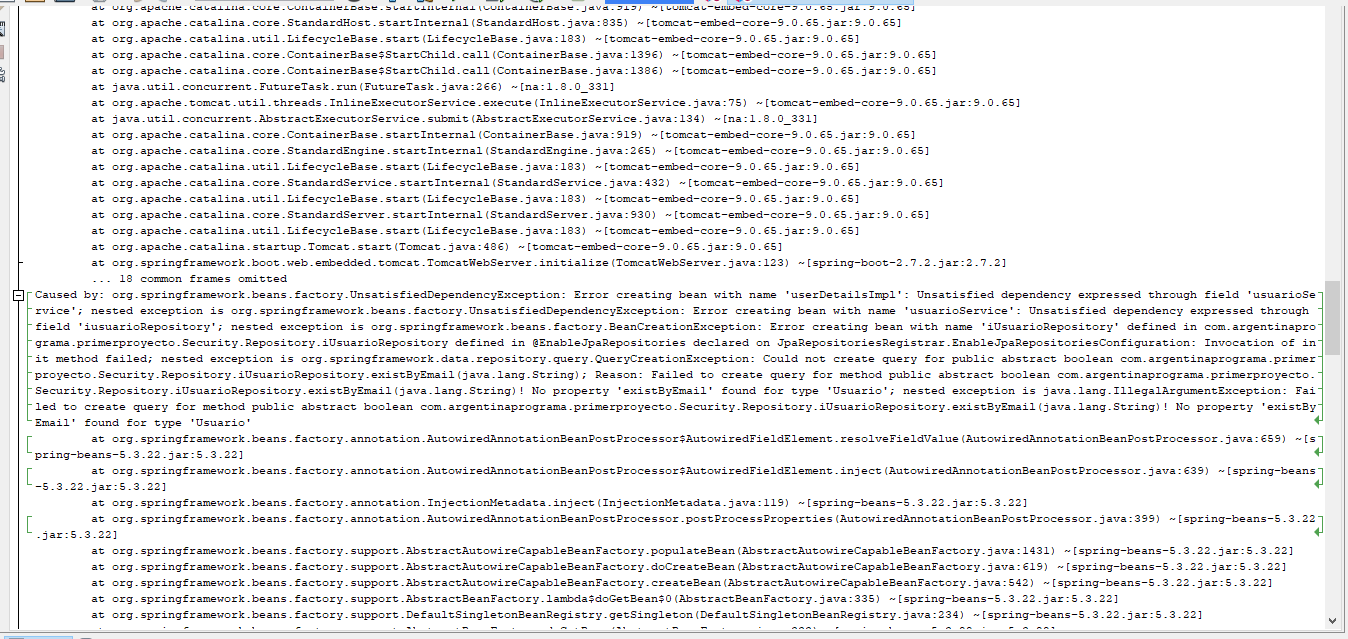 at org.apache.catalina.core.ContainerBase.startInternal(ContainerBase.java:919) ~[tomcat-embed-core-9.0.65.jar:9.0.65]
at org.apache.catalina.core.StandardHost.startInternal(StandardHost.java:835) ~[tomcat-embed-core-9.0.65.jar:9.0.65]
at org.apache.catalina.util.LifecycleBase.start(LifecycleBase.java:183) ~[tomcat-embed-core-9.0.65.jar:9.0.65]
at org.apache.catalina.core.ContainerBase$StartChild.call(ContainerBase.java:1396) ~[tomcat-embed-core-9.0.65.jar:9.0.65]
at org.apache.catalina.core.ContainerBase$StartChild.call(ContainerBase.java:1386) ~[tomcat-embed-core-9.0.65.jar:9.0.65]
at java.util.concurrent.FutureTask.run(FutureTask.java:266) ~[na:1.8.0_331]
at org.apache.tomcat.util.threads.InlineExecutorService.execute(InlineExecutorService.java:75) ~[tomcat-embed-core-9.0.65.jar:9.0.65]
at java.util.concurrent.AbstractExecutorService.submit(AbstractExecutorService.java:134) ~[na:1.8.0_331]
at org.apache.catalina.core.ContainerBase.startInternal(ContainerBase.java:919) ~[tomcat-embed-core-9.0.65.jar:9.0.65]
at org.apache.catalina.core.StandardEngine.startInternal(StandardEngine.java:265) ~[tomcat-embed-core-9.0.65.jar:9.0.65]
at org.apache.catalina.util.LifecycleBase.start(LifecycleBase.java:183) ~[tomcat-embed-core-9.0.65.jar:9.0.65]
at org.apache.catalina.core.StandardService.startInternal(StandardService.java:432) ~[tomcat-embed-core-9.0.65.jar:9.0.65]
at org.apache.catalina.util.LifecycleBase.start(LifecycleBase.java:183) ~[tomcat-embed-core-9.0.65.jar:9.0.65]
at org.apache.catalina.core.StandardServer.startInternal(StandardServer.java:930) ~[tomcat-embed-core-9.0.65.jar:9.0.65]
at org.apache.catalina.util.LifecycleBase.start(LifecycleBase.java:183) ~[tomcat-embed-core-9.0.65.jar:9.0.65]
at org.apache.catalina.startup.Tomcat.start(Tomcat.java:486) ~[tomcat-embed-core-9.0.65.jar:9.0.65]
at org.springframework.boot.web.embedded.tomcat.TomcatWebServer.initialize(TomcatWebServer.java:123) ~[spring-boot-2.7.2.jar:2.7.2]
... 18 common frames omitted
Caused by: org.springframework.beans.factory.UnsatisfiedDependencyException: Error creating bean with name 'userDetailsImpl': Unsatisfied dependency expressed through field 'usuarioSe
rvice'; nested exception is org.springframework.beans.factory.UnsatisfiedDependencyException: Error creating bean with name 'usuarioService': Unsatisfied dependency expressed through
field 'iusuarioRepository'; nested exception is org.springframework.beans.factory.BeanCreationException: Error creating bean with name 'iUsuarioRepository' defined in com.argentinapro
grama.primerproyecto.Security.Repository.iUsuarioRepository defined in @EnableJpaRepositories declared on JpaRepositoriesRegistrar.EnableJpaRepositoriesConfiguration: Invocation of in
it method failed; nested exception is org.springframework.data.repository.query.QueryCreationException: Could not create query for public abstract boolean com.argentinaprograma.primer
proyecto.Security.Repository.iUsuarioRepository.existByEmail(java.lang.String); Reason: Failed to create query for method public abstract boolean com.argentinaprograma.primerproyecto.
Security.Repository.iUsuarioRepository.existByEmail(java.lang.String)! No property 'existByEmail' found for type 'Usuario'; nested exception is java.lang.IllegalArgumentException: Fai
led to create query for method public abstract boolean com.argentinaprograma.primerproyecto.Security.Repository.iUsuarioRepository.existByEmail(java.lang.String)! No property 'existBy
Email' found for type 'Usuario'
at org.springframework.beans.factory.annotation.AutowiredAnnotationBeanPostProcessor$AutowiredFieldElement.resolveFieldValue(AutowiredAnnotationBeanPostProcessor.java:659) ~[s
pring-beans-5.3.22.jar:5.3.22]
at org.springframework.beans.factory.annotation.AutowiredAnnotationBeanPostProcessor$AutowiredFieldElement.inject(AutowiredAnnotationBeanPostProcessor.java:639) ~[spring-beans
-5.3.22.jar:5.3.22]
at org.springframework.beans.factory.annotation.InjectionMetadata.inject(InjectionMetadata.java:119) ~[spring-beans-5.3.22.jar:5.3.22]
at org.springframework.beans.factory.annotation.AutowiredAnnotationBeanPostProcessor.postProcessProperties(AutowiredAnnotationBeanPostProcessor.java:399) ~[spring-beans-5.3.22
.jar:5.3.22]
at org.springframework.beans.factory.support.AbstractAutowireCapableBeanFactory.populateBean(AbstractAutowireCapableBeanFactory.java:1431) ~[spring-beans-5.3.22.jar:5.3.22]
at org.springframework.beans.factory.support.AbstractAutowireCapableBeanFactory.doCreateBean(AbstractAutowireCapableBeanFactory.java:619) ~[spring-beans-5.3.22.jar:5.3.22]
at org.springframework.beans.factory.support.AbstractAutowireCapableBeanFactory.createBean(AbstractAutowireCapableBeanFactory.java:542) ~[spring-beans-5.3.22.jar:5.3.22]
at org.springframework.beans.factory.support.AbstractBeanFactory.lambda$doGetBean$0(AbstractBeanFactory.java:335) ~[spring-beans-5.3.22.jar:5.3.22]
at org.springframework.beans.factory.support.DefaultSingletonBeanRegistry.getSingleton(DefaultSingletonBeanRegistry.java:234) ~[spring-beans-5.3.22.jar:5.3.22]